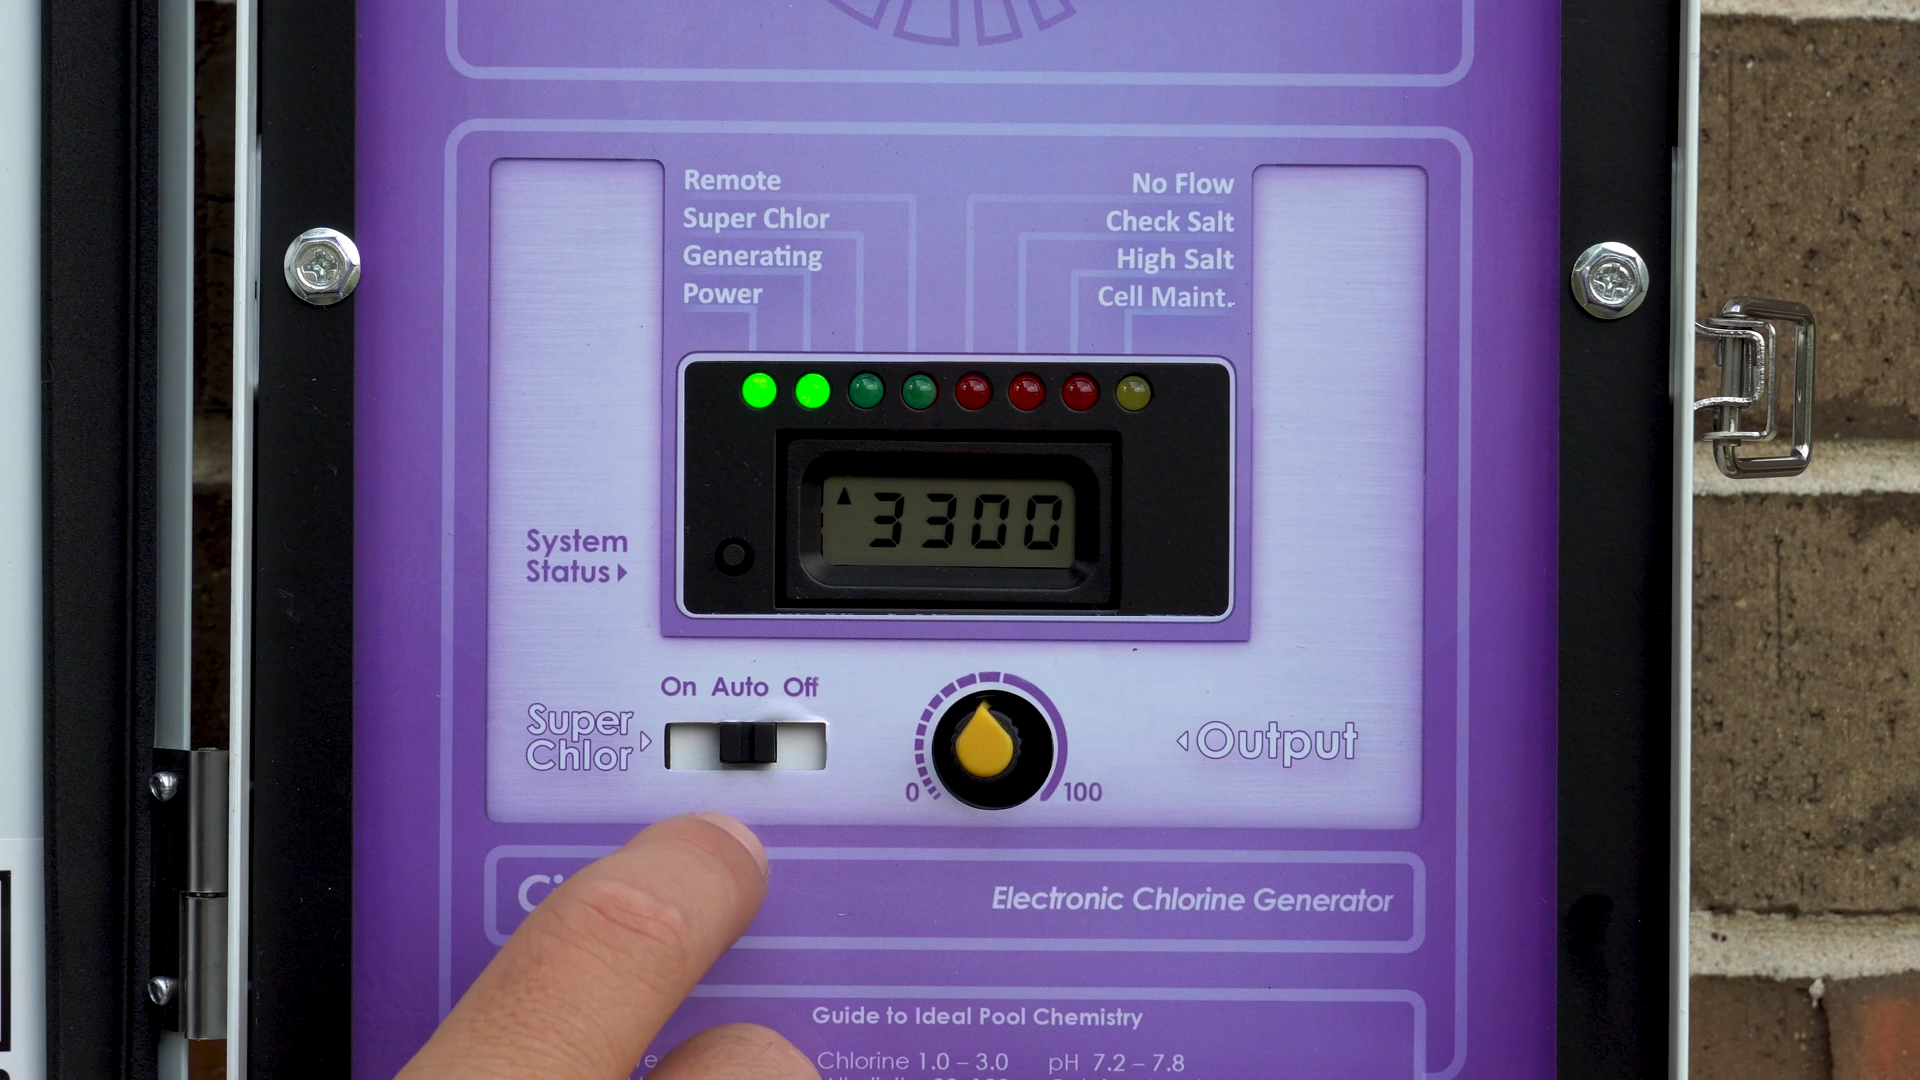 Remote
Super Chlor
Generating
Power
No Flow
Check Salt
High Salt
Cell Maint.
3300
System
Status
On Auto Off
Super
Chlor
0
100
Output
Electronic Chlorine Generator
Guide to Ideal Pool Chemistry
Chlorine 1.0 – 3.0 pH 7.2 – 7.8